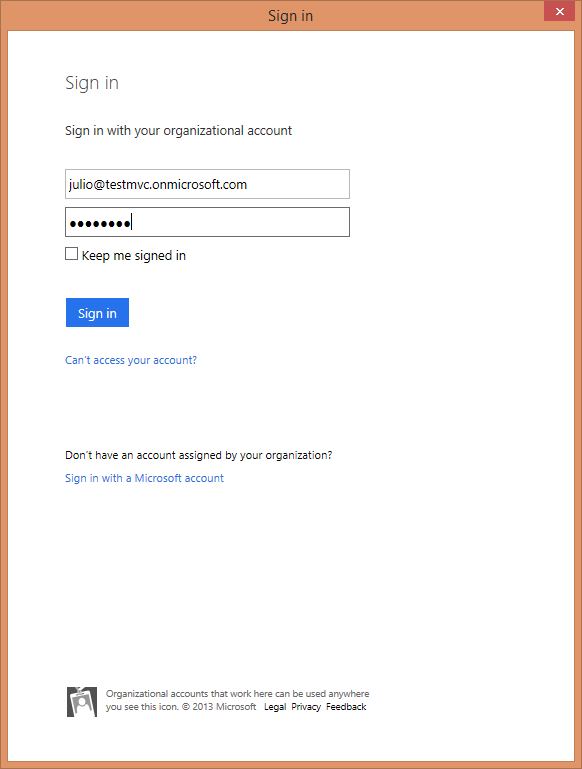 Sign in
Sign in
Sign in with your organizational account
julio@testmvc.onmicrosoft.com
●●●●●●●●
Keep me signed in
Sign in
Can't access your account?
Don't have an account assigned by your organization?
Sign in with a Microsoft account
Organizational accounts that work here can be used anywhere
you see this icon. © 2013 Microsoft Legal Privacy Feedback